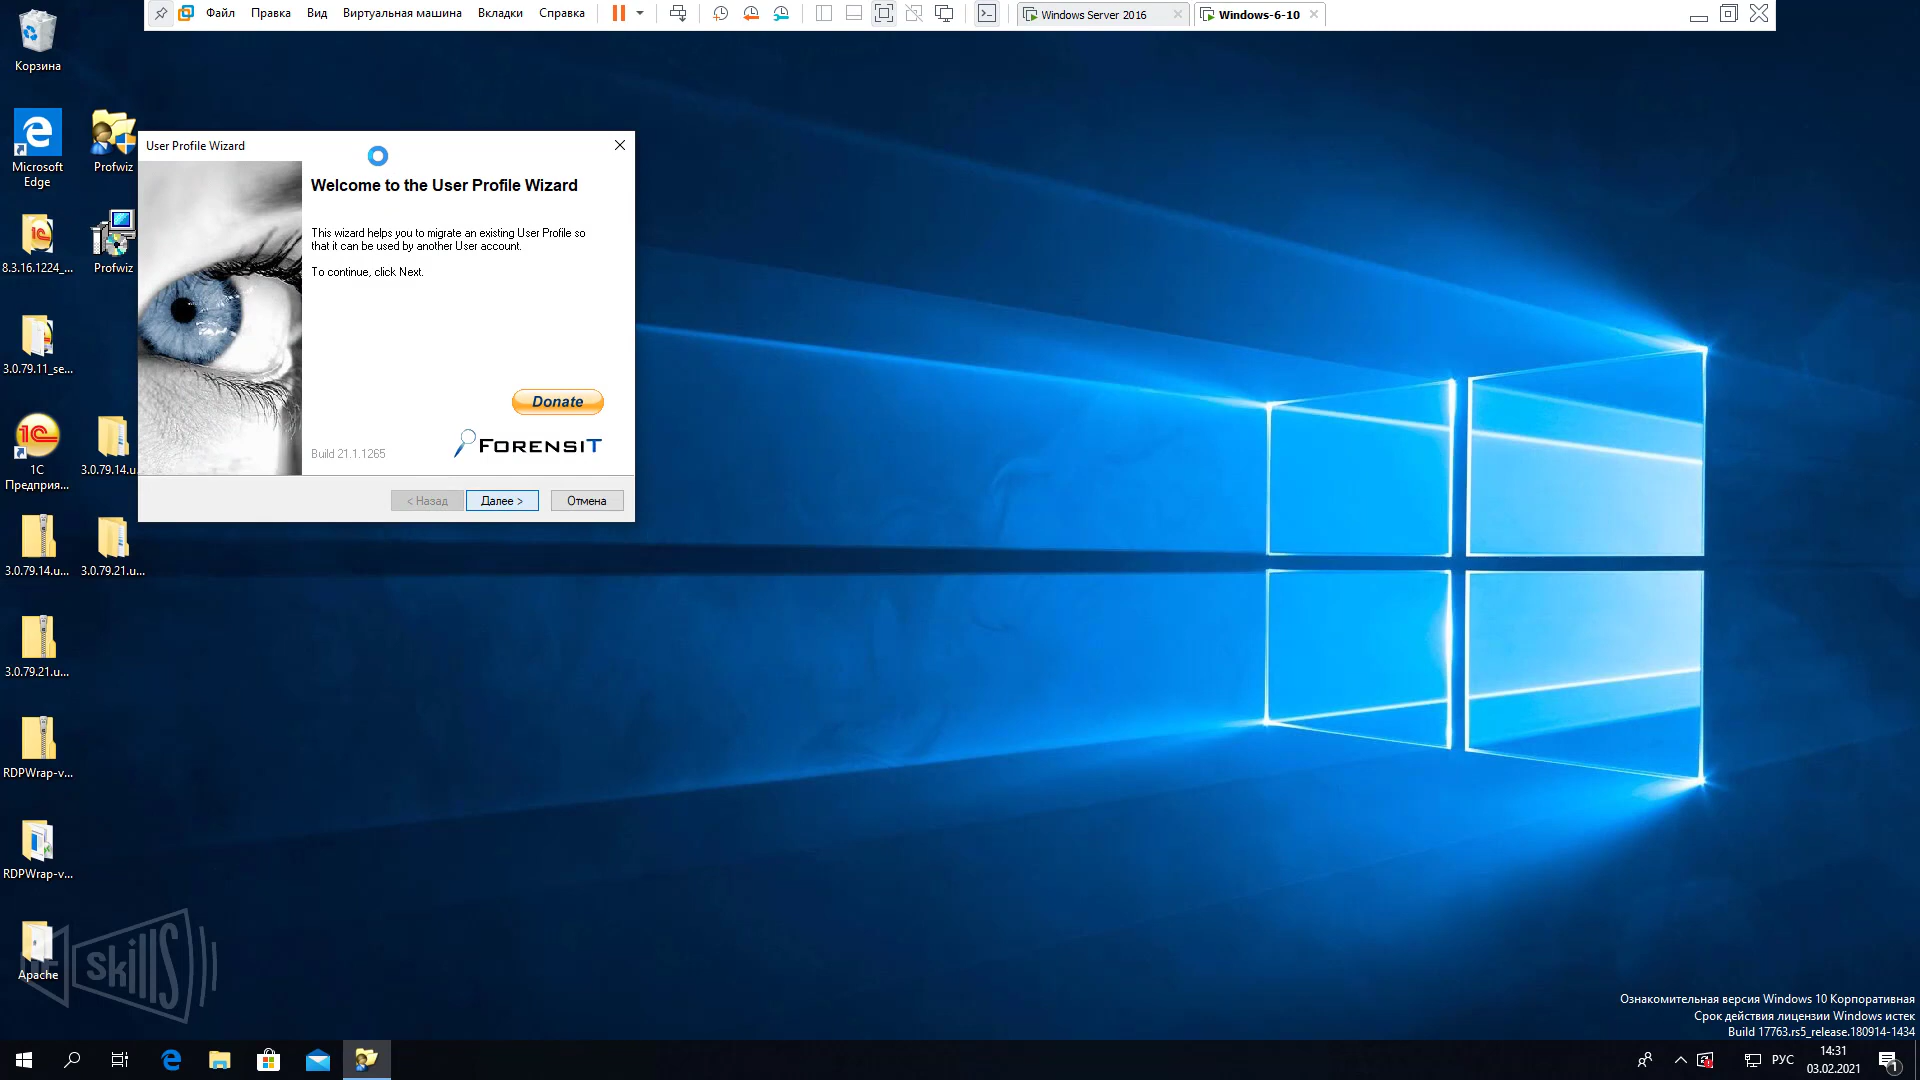 Файл Правка Вид Виртуальная машина Вкладки Справка
Windows Server 2016
Windows-6-10
Корзина
Microsoft Edge
Profwiz
8.3.16.1224_...
Profwiz
3.0.79.11_se...
1C Предприя...
3.0.79.14.u...
3.0.79.14.u...
3.0.79.21.u...
3.0.79.21.u...
RDPWrap-v...
RDPWrap-v...
Apache
User Profile Wizard
Welcome to the User Profile Wizard
This wizard helps you to migrate an existing User Profile so
that it can be used by another User account.
To continue, click Next.
Donate
ForensiT
Build 21.1.1265
< Назад
Далее >
Отмена
skills
Ознакомительная версия Windows 10 Корпоративная
Срок действия лицензии Windows истек
Build 17763.rs5_release.180914-1434
РУС
14:31
03.02.2021
1